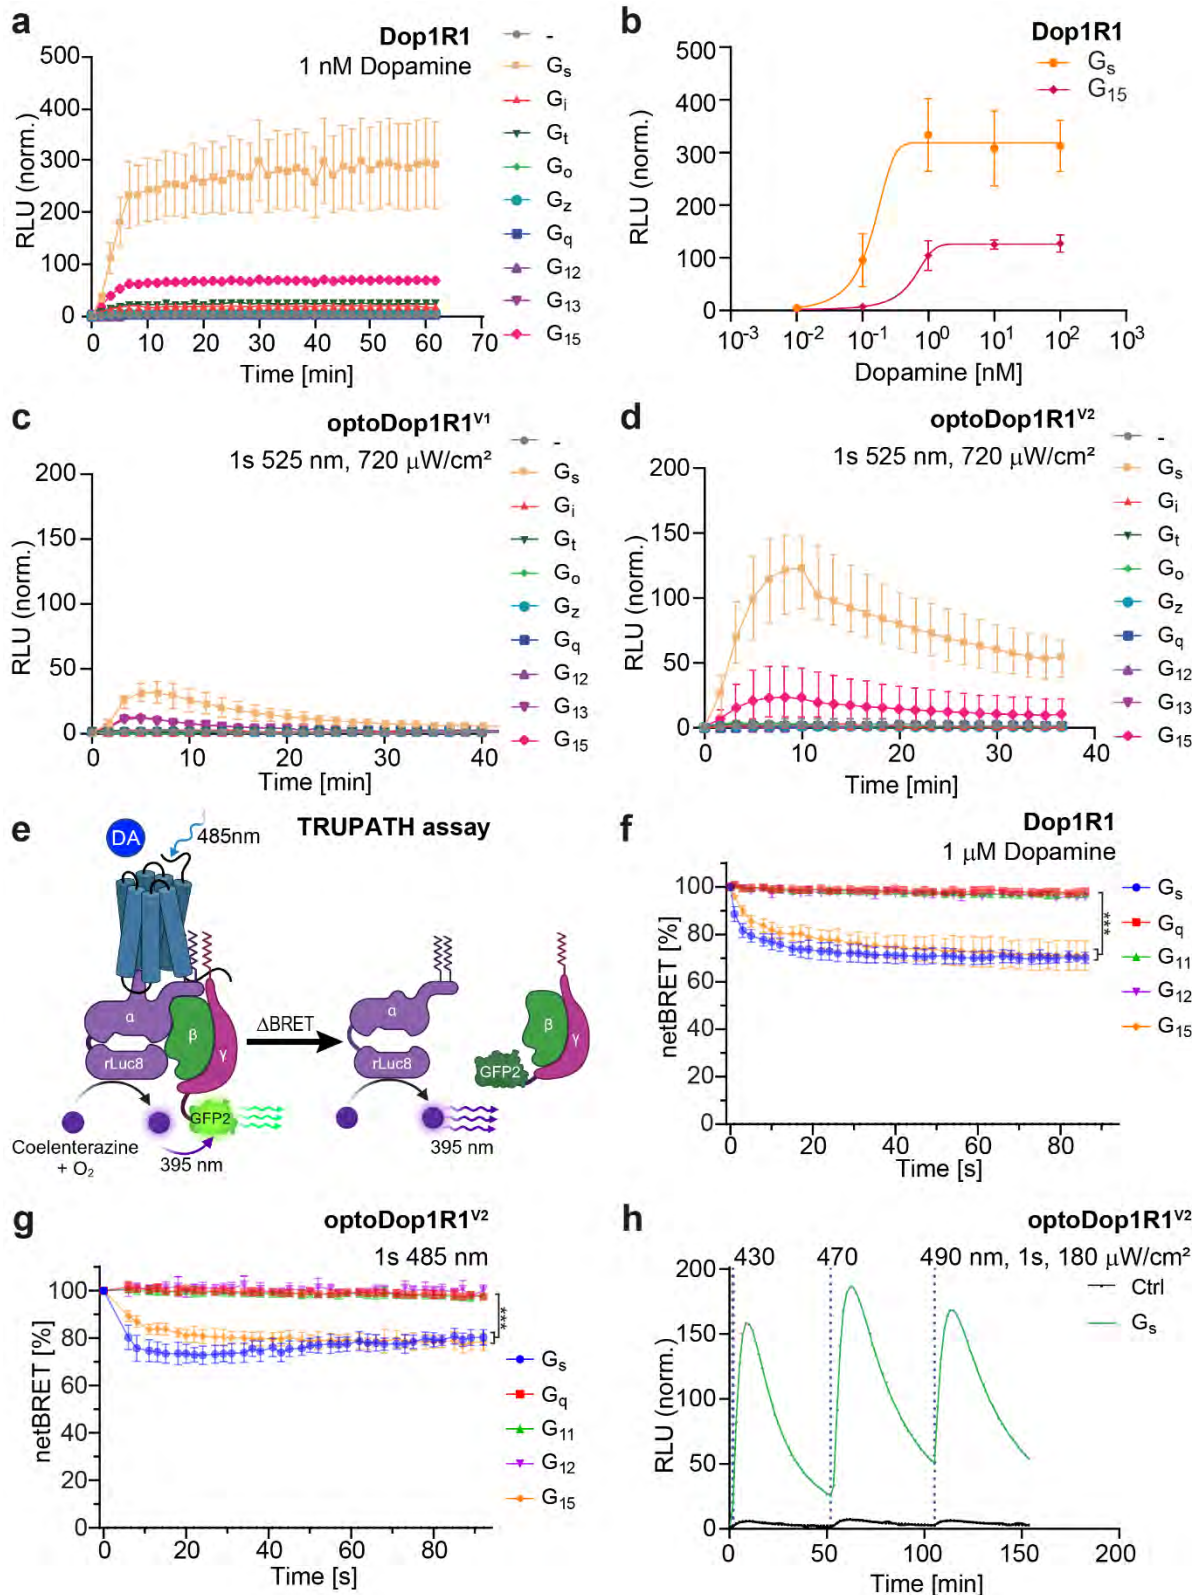 a
Dop1R1
1 nM Dopamine
500
400
300
200
100
0
RLU (norm.)
0 10 20 30 40 50 60 70
Time [min]
-
Gs
Gi
Gt
Go
Gz
Gq
G12
G13
G15
b
Dop1R1
Gs
G15
500
400
300
200
100
0
RLU (norm.)
10⁻³ 10⁻² 10⁻¹ 10⁰ 10¹ 10² 10³
Dopamine [nM]
c
optoDop1R1ⱽ¹
1s 525 nm, 720 µW/cm²
200
150
100
50
0
RLU (norm.)
0 10 20 30 40
Time [min]
-
Gs
Gi
Gt
Go
Gz
Gq
G12
G13
G15
d
optoDop1R1ⱽ²
1s 525 nm, 720 µW/cm²
200
150
100
50
0
RLU (norm.)
0 10 20 30 40
Time [min]
-
Gs
Gi
Gt
Go
Gz
Gq
G12
G13
G15
e
TRUPATH assay
DA
485nm
α
β
γ
rLuc8
GFP2
Coelenterazine
+ O₂
395 nm
ΔBRET
α
rLuc8
β
γ
GFP2
395 nm
f
Dop1R1
1 µM Dopamine
100
80
60
40
20
0
netBRET [%]
0 20 40 60 80
Time [s]
***
Gs
Gq
G11
G12
G15
g
optoDop1R1ⱽ²
1s 485 nm
100
80
60
40
20
0
netBRET [%]
0 20 40 60 80
Time [s]
***
Gs
Gq
G11
G12
G15
h
optoDop1R1ⱽ²
430 470 490 nm, 1s, 180 µW/cm²
200
150
100
50
0
RLU (norm.)
0 50 100 150 200
Time [min]
Ctrl
Gs